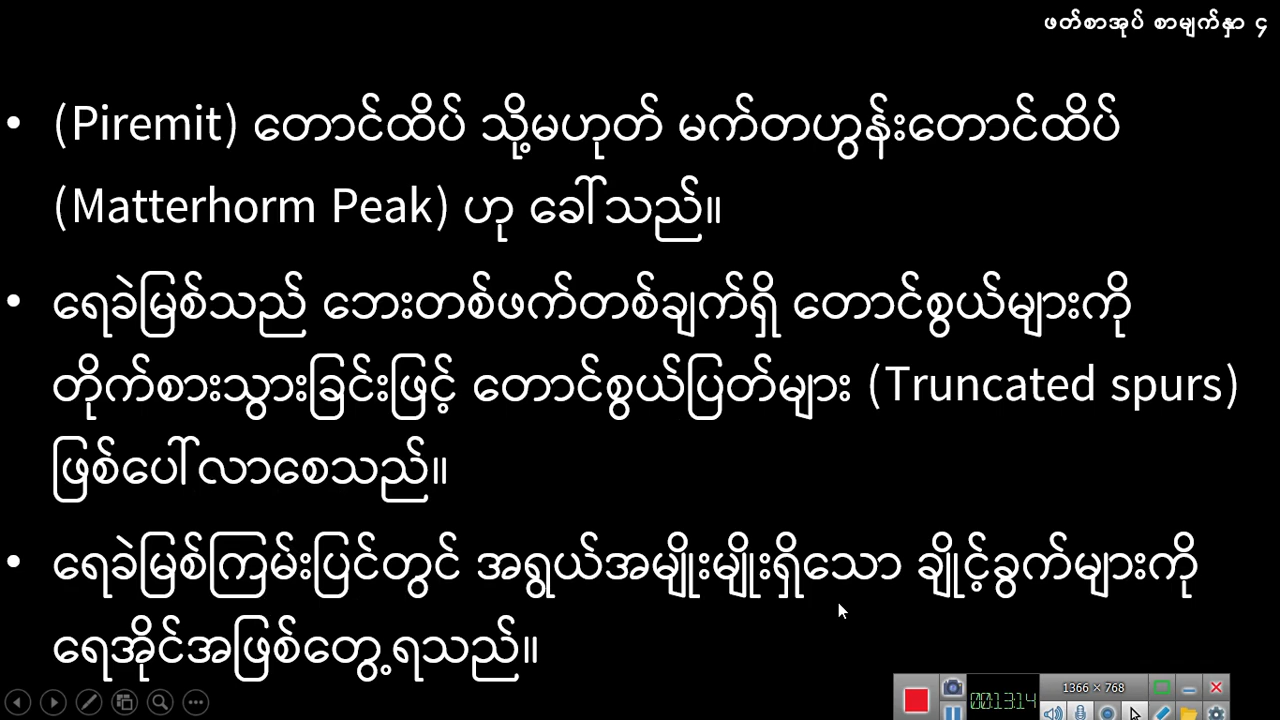 ဖတ်စာအုပ် စာမျက်နှာ ၄
• (Piremit) တောင်ထိပ် သို့မဟုတ် မက်တဟွန်းတောင်ထိပ်
(Matterhorm Peak) ဟု ခေါ်သည်။
• ရေခဲမြစ်သည် ဘေးတစ်ဖက်တစ်ချက်ရှိ တောင်စွယ်များကို
တိုက်စားသွားခြင်းဖြင့် တောင်စွယ်ပြတ်များ (Truncated spurs)
ဖြစ်ပေါ်လာစေသည်။
• ရေခဲမြစ်ကြမ်းပြင်တွင် အရွယ်အမျိုးမျိုးရှိသော ချိုင့်ခွက်များကို
ရေအိုင်အဖြစ်တွေ့ရသည်။
1366 × 768
00:13:14